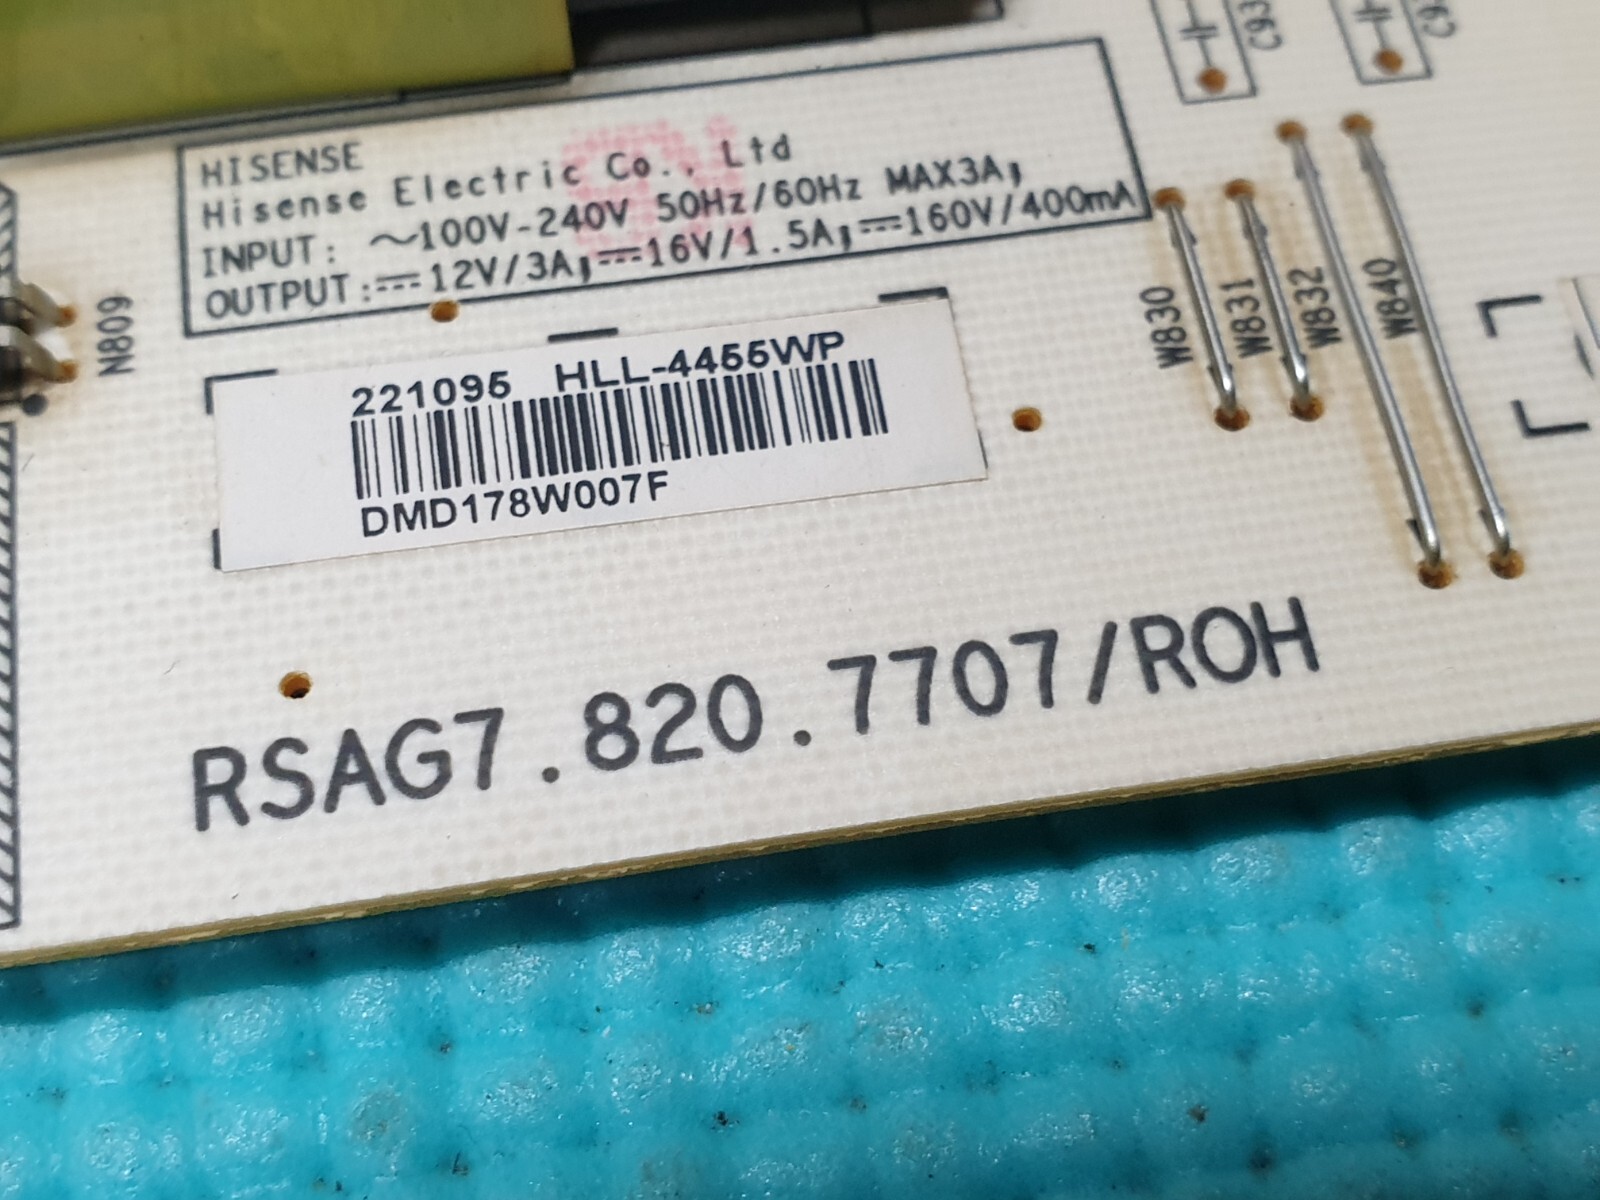 HISENSE
Hisense Electric Co., Ltd
INPUT: ~100V-240V 50Hz/60Hz MAX3A;
OUTPUT:⎓12V/3A;⎓16V/1.5A;⎓160V/400mA
N809
221095 HLL-4455WP
DMD178W007F
W830
W831
W832
W840
RSAG7.820.7707/ROH